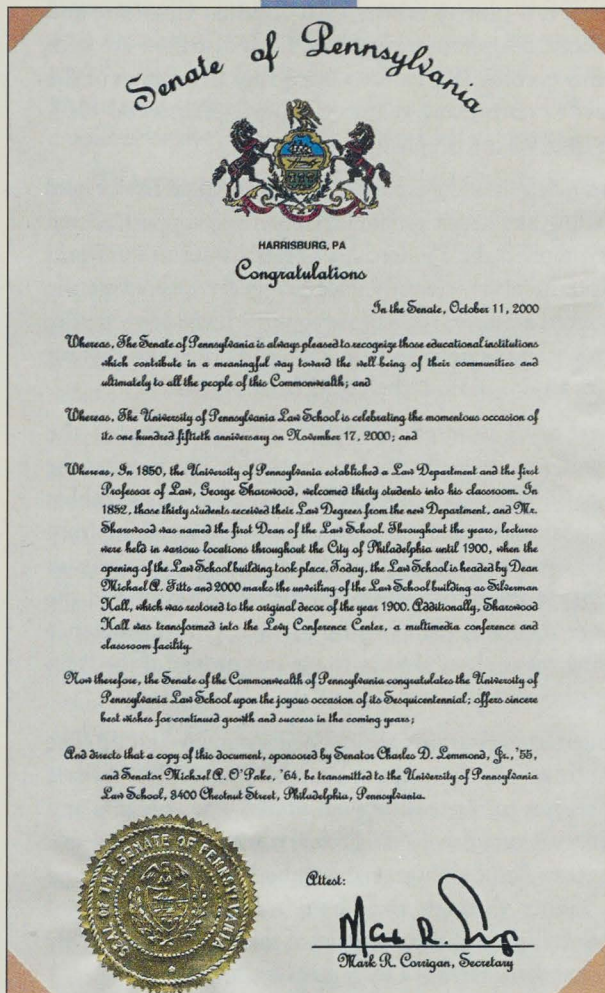 Senate of Pennsylvania
HARRISBURG, PA
Congratulations
In the Senate, October 11, 2000
Whereas, The Senate of Pennsylvania is always pleased to recognize those educational institutions
which contribute in a meaningful way toward the well-being of their communities and
ultimately to all the people of this Commonwealth; and
Whereas, The University of Pennsylvania Law School is celebrating the momentous occasion of
its one hundred fiftieth anniversary on November 17, 2000; and
Whereas, In 1850, the University of Pennsylvania established a Law Department and the first
Professor of Law, George Sharswood, welcomed thirty students into his classroom. In
1852, those thirty students received their Law Degrees from the new Department, and Mr.
Sharswood was named the first Dean of the Law School. Throughout the years, lectures
were held in various locations throughout the City of Philadelphia until 1900, when the
opening of the Law School building took place. Today, the Law School is headed by Dean
Michael A. Fitts and 2000 marks the unveiling of the Law School building as Silverman
Hall, which was restored to the original decor of the year 1900. Additionally, Sharswood
Hall was transformed into the Levy Conference Center, a multimedia conference and
classroom facility.
Now therefore, the Senate of the Commonwealth of Pennsylvania congratulates the University of
Pennsylvania Law School upon the joyous occasion of its Sesquicentennial; offers sincere
best wishes for continued growth and success in the coming years;
And directs that a copy of this document, sponsored by Senator Charles D. Lemmond, Jr., '55,
and Senator Michael A. O'Pake, '64, be transmitted to the University of Pennsylvania
Law School, 3400 Chestnut Street, Philadelphia, Pennsylvania.
SEAL OF THE SENATE OF PENNSYLVANIA
Attest:
Mark R.
Mark R. Corrigan, Secretary